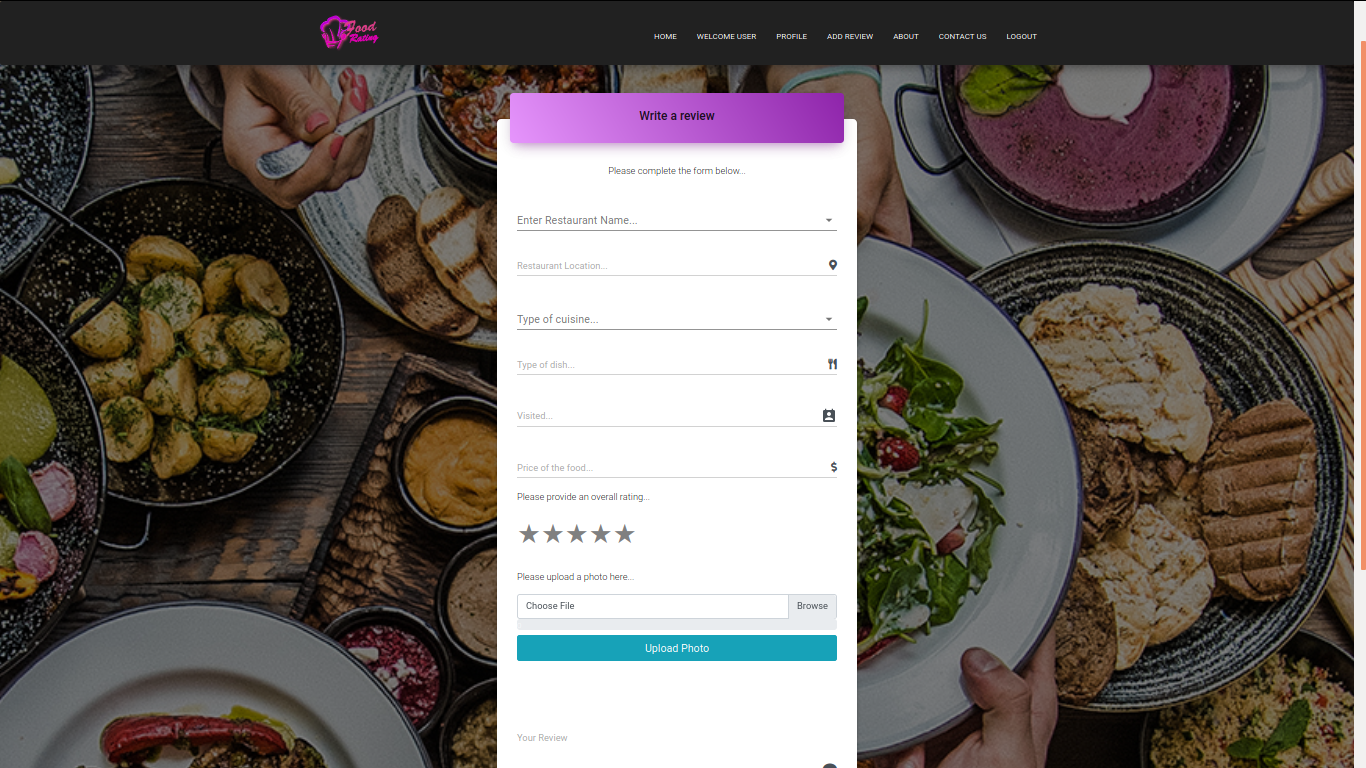 Food
Rating
HOME WELCOME USER PROFILE ADD REVIEW ABOUT CONTACT US LOGOUT
Write a review
Please complete the form below...
Enter Restaurant Name...
Restaurant Location...
Type of cuisine...
Type of dish...
Visited...
Price of the food...
$
Please provide an overall rating...
Please upload a photo here...
Choose File Browse
Upload Photo
Your Review